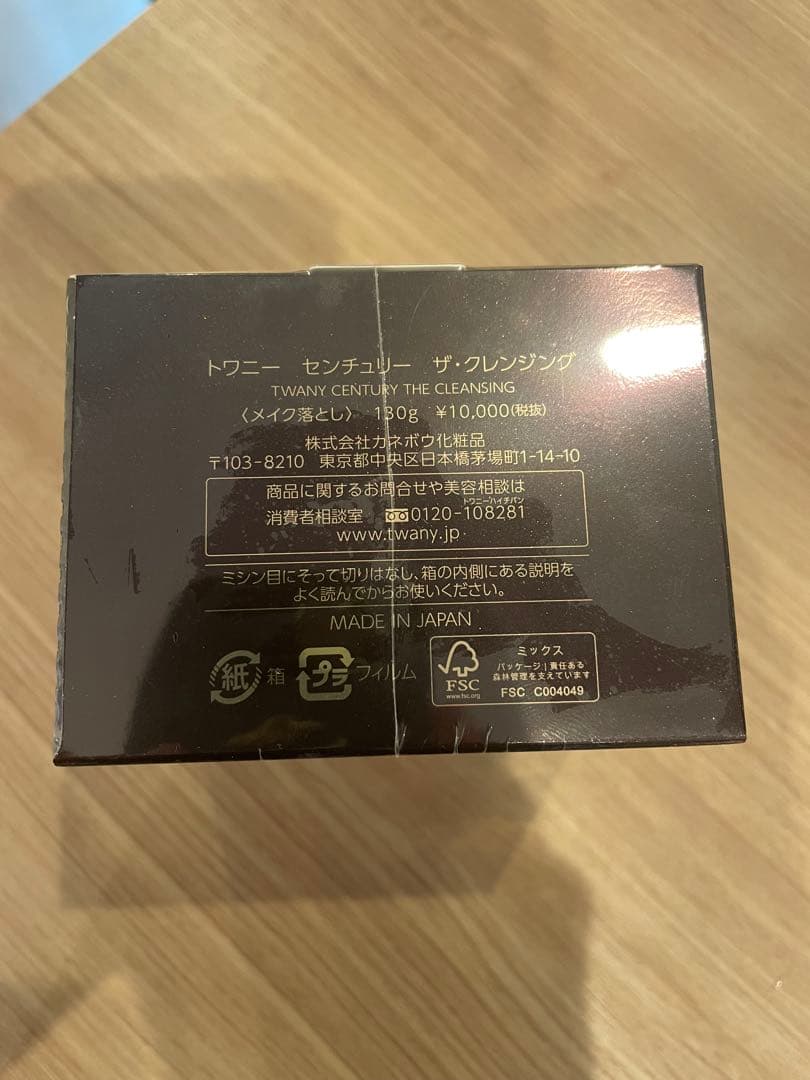 トワニー センチュリー ザ・クレンジング
TWANY CENTURY THE CLEANSING
〈メイク落とし〉 130g ¥10,000(税抜)
株式会社カネボウ化粧品
〒103-8210 東京都中央区日本橋茅場町1-14-10
商品に関するお問合せや美容相談は
トワニーハイチバン
消費者相談室 0120-108281
www.twany.jp
ミシン目にそって切りはなし、箱の内側にある説明を
よく読んでからお使いください。
MADE IN JAPAN
紙 箱 プラ フィルム
FSC
www.fsc.org
ミックス
パッケージ|責任ある
森林管理を支えています
FSC C004049